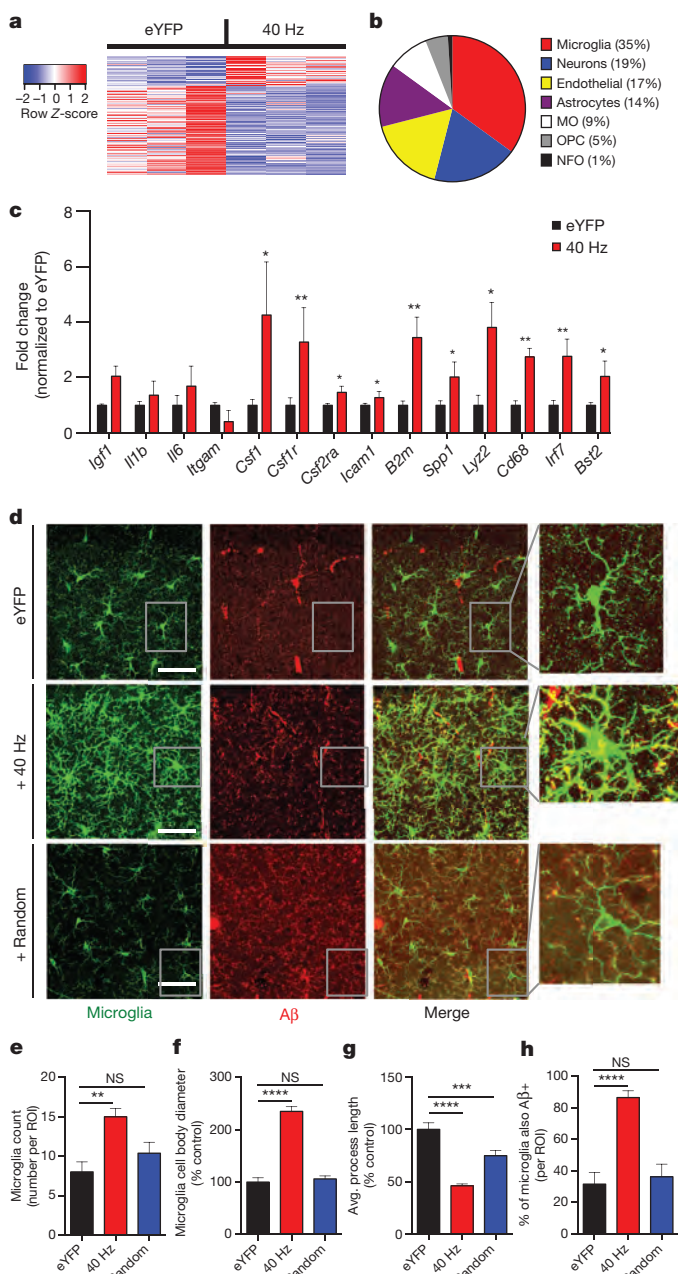 a
eYFP 40 Hz
−2 −1 0 1 2
Row Z-score
b
Microglia (35%)
Neurons (19%)
Endothelial (17%)
Astrocytes (14%)
MO (9%)
OPC (5%)
NFO (1%)
c
Fold change
(normalized to eYFP)
8
6
4
2
0
eYFP
40 Hz
* ** * * ** * * ** ** *
Igf1 Il1b Il6 Itgam Csf1 Csf1r Csf2ra Icam1 B2m Spp1 Lyz2 Cd68 Irf7 Bst2
d
eYFP
+ 40 Hz
+ Random
Microglia Aβ Merge
e
Microglia count
(number per ROI)
20
15
10
5
0
NS
**
eYFP 40 Hz Random
f
Microglia cell body diameter
(% control)
300
200
100
0
NS
****
eYFP 40 Hz Random
g
Avg. process length
(% control)
150
100
50
0
***
****
eYFP 40 Hz Random
h
% of microglia also Aβ+
(per ROI)
100
80
60
40
20
0
NS
****
eYFP 40 Hz Random